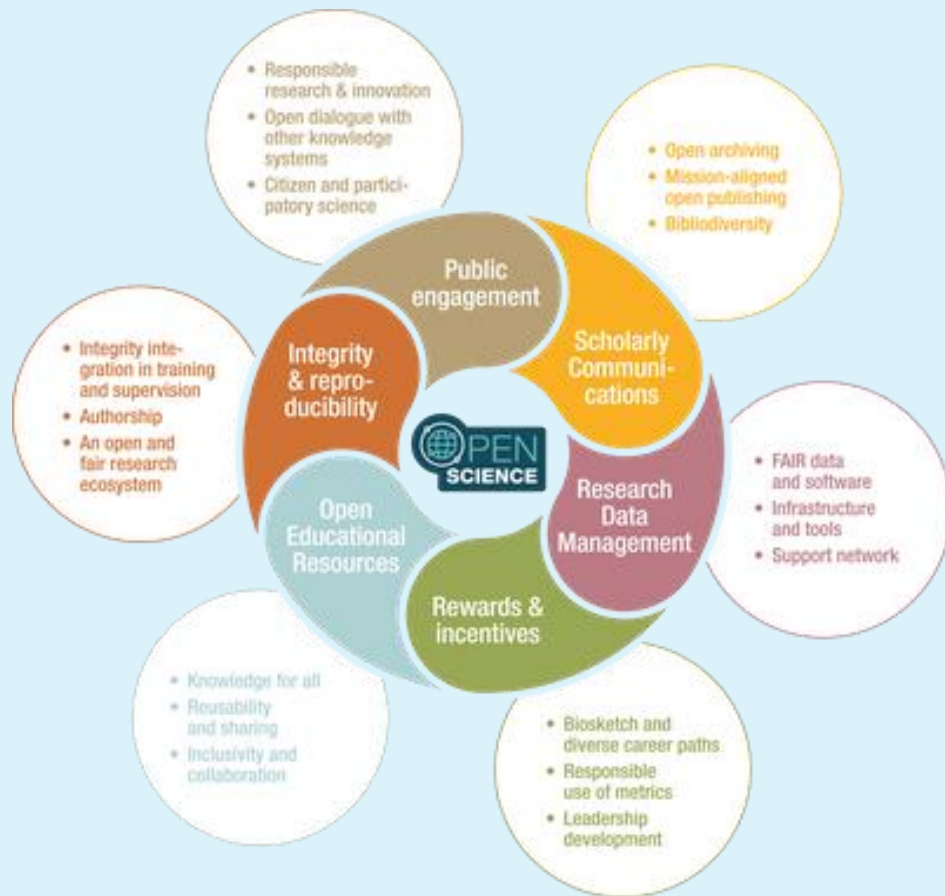 • Responsible
research & innovation
• Open dialogue with
other knowledge
systems
• Citizen and partici-
patory science
• Open archiving
• Mission-aligned
open publishing
• Bibliodiversity
Public
engagement
Scholarly
Communi-
cations
Integrity
& repro-
ducibility
• Integrity inte-
gration in training
and supervision
• Authorship
• An open and
fair research
ecosystem
OPEN
SCIENCE
• FAIR data
and software
• Infrastructure
and tools
• Support network
Research
Data
Management
Open
Educational
Resources
Rewards &
incentives
• Knowledge for all
• Reusability
and sharing
• Inclusivity and
collaboration
• Biosketch and
diverse career paths
• Responsible
use of metrics
• Leadership
development